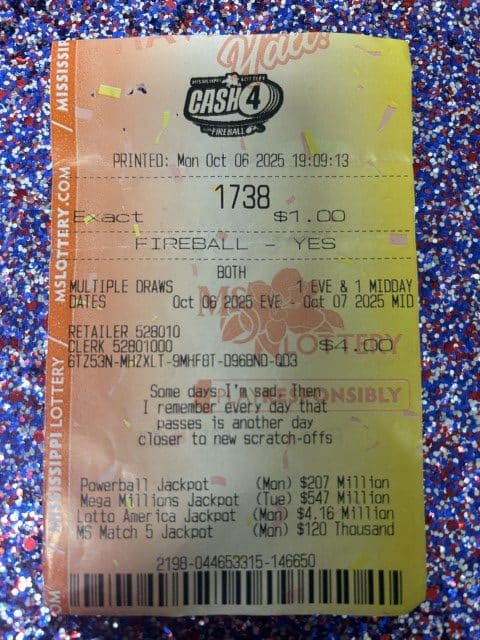 Y'all!
MISSISSIPPI LOTTERY
CASH 4
FIREBALL
PRINTED: Mon Oct 06 2025 19:09:13
1738
Exact $1.00
FIREBALL - YES
BOTH
MULTIPLE DRAWS 1 EVE & 1 MIDDAY
DATES Oct 06 2025 EVE - Oct 07 2025 MID
MS
LOTTERY
RETAILER 528010
CLERK 52801000 $4.00
6TZ53N-MHZXLT-9MHF8T-D96BND-QD3
RESPONSIBLY
Some days I'm sad. Then
I remember every day that
passes is another day
closer to new scratch-offs
Powerball Jackpot (Mon) $207 Million
Mega Millions Jackpot (Tue) $547 Million
Lotto America Jackpot (Mon) $4.16 Million
MS Match 5 Jackpot (Mon) $120 Thousand
2198-044653315-146650
MISSISSIPPI LOTTERY / MSLOTTERY.COM / MISSISSIP
OM